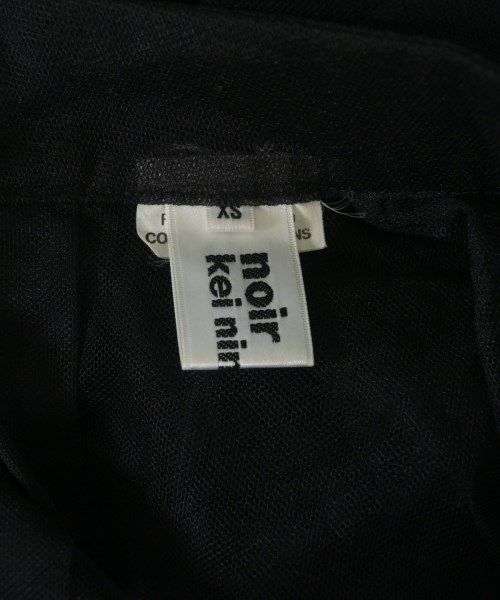 XS
noir
kei nin